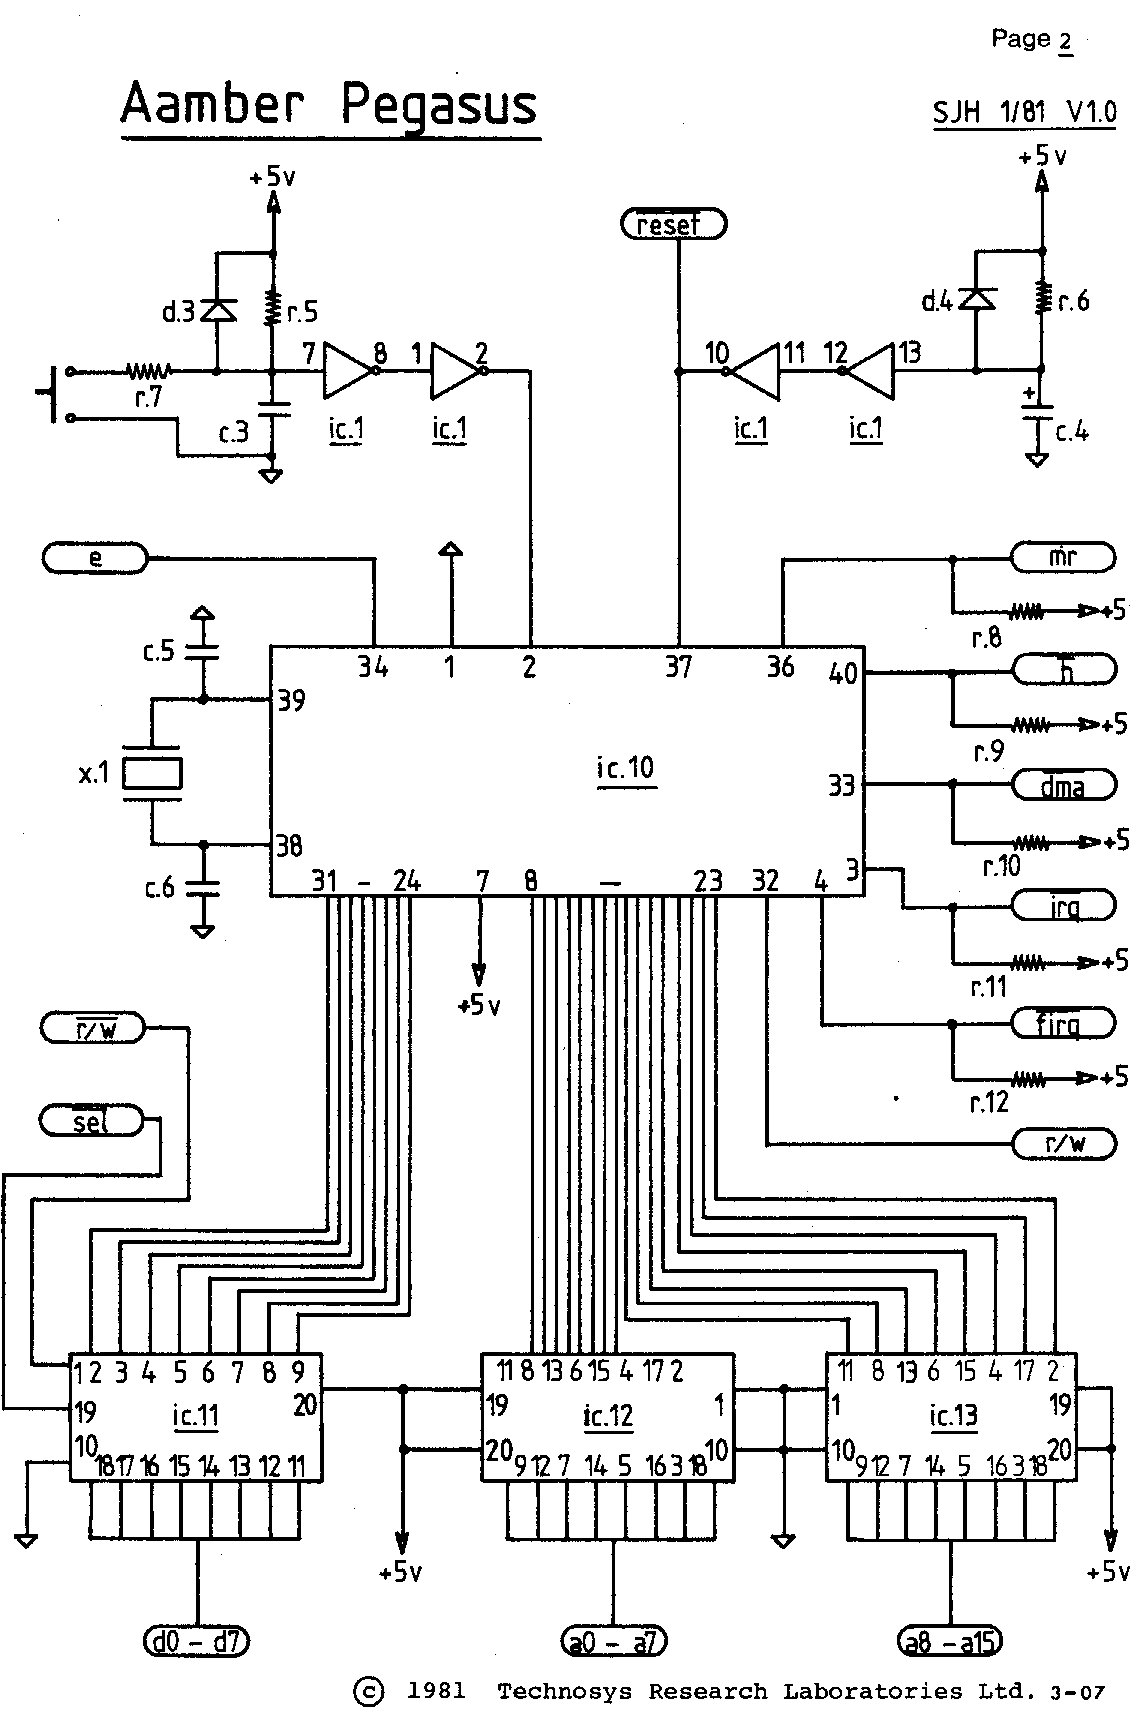 Page 2
Aamber Pegasus
SJH 1/81 V1.0
+5v
+5v
reset
d.3
r.5
d.4
r.6
7 8 1 2
10 11 12 13
r.7
+
c.3
ic.1
ic.1
ic.1
ic.1
c.4
e
mr
+5
r.8
c.5
34 1 2 37 36
40
h
39
+5
r.9
x.1
ic.10
33
dma
+5
r.10
38
c.6
31 - 24 7 8 — 23 32 4 3
irq
+5
r.11
+5v
r/w
firq
+5
r.12
sel
r/w
1 2 3 4 5 6 7 8 9
11 8 13 6 15 4 17 2
11 8 13 6 15 4 17 2
19 ic.11 20
19 ic.12 1
1 ic.13 19
10 18 17 16 15 14 13 12 11
20 9 12 7 14 5 16 3 18 10
10 9 12 7 14 5 16 3 18 20
+5v
+5v
d0 - d7
a0 - a7
a8 - a15
© 1981 Technosys Research Laboratories Ltd. 3-07